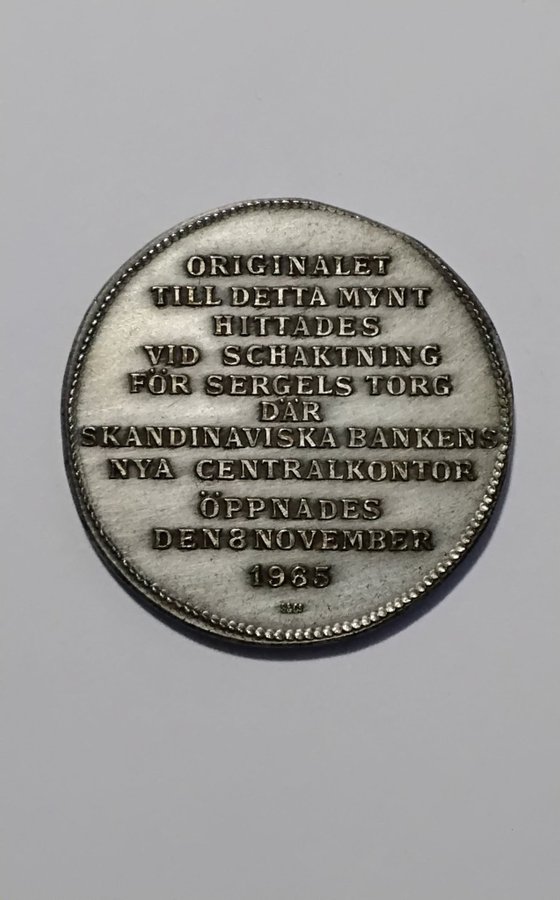 ORIGINALET
TILL DETTA MYNT
HITTADES
VID SCHAKTNING
FÖR SERGELS TORG
DÄR
SKANDINAVISKA BANKENS
NYA CENTRALKONTOR
ÖPPNADES
DEN 8 NOVEMBER
1965